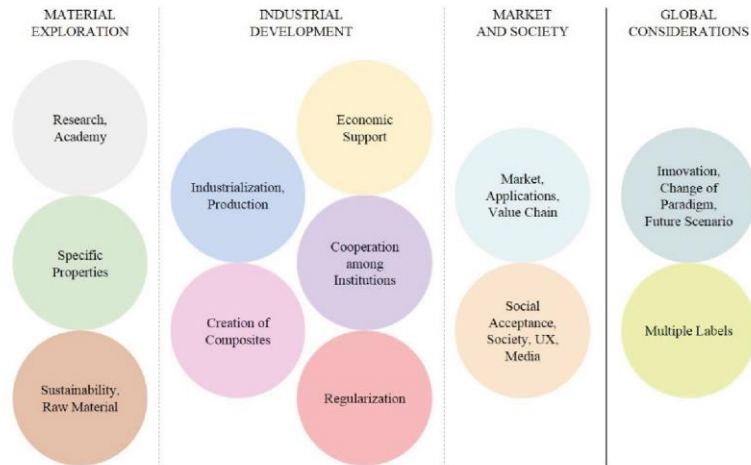 MATERIAL
EXPLORATION
INDUSTRIAL
DEVELOPMENT
MARKET
AND SOCIETY
GLOBAL
CONSIDERATIONS
Research,
Academy
Specific
Properties
Sustainability,
Raw Material
Industrialization,
Production
Creation of
Composites
Economic
Support
Cooperation
among
Institutions
Regularization
Market,
Applications,
Value Chain
Social
Acceptance,
Society, UX,
Media
Innovation,
Change of
Paradigm,
Future Scenario
Multiple Labels